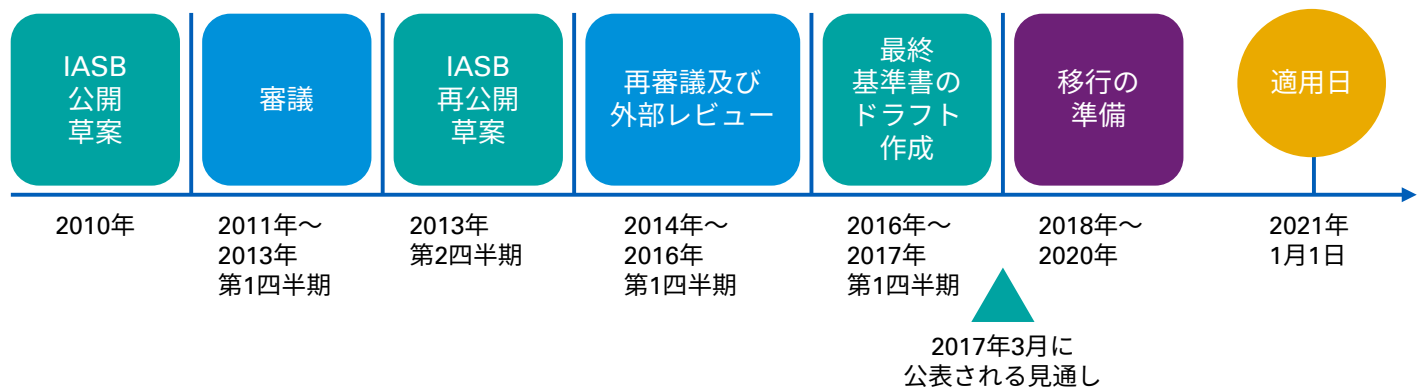 IASB
公開
草案
審議
IASB
再公開
草案
再審議及び
外部レビュー
最終
基準書の
ドラフト
作成
移行の
準備
適用日
2010年
2011年～
2013年
第1四半期
2013年
第2四半期
2014年～
2016年
第1四半期
2016年～
2017年
第1四半期
2018年～
2020年
2021年
1月1日
2017年3月に
公表される見通し